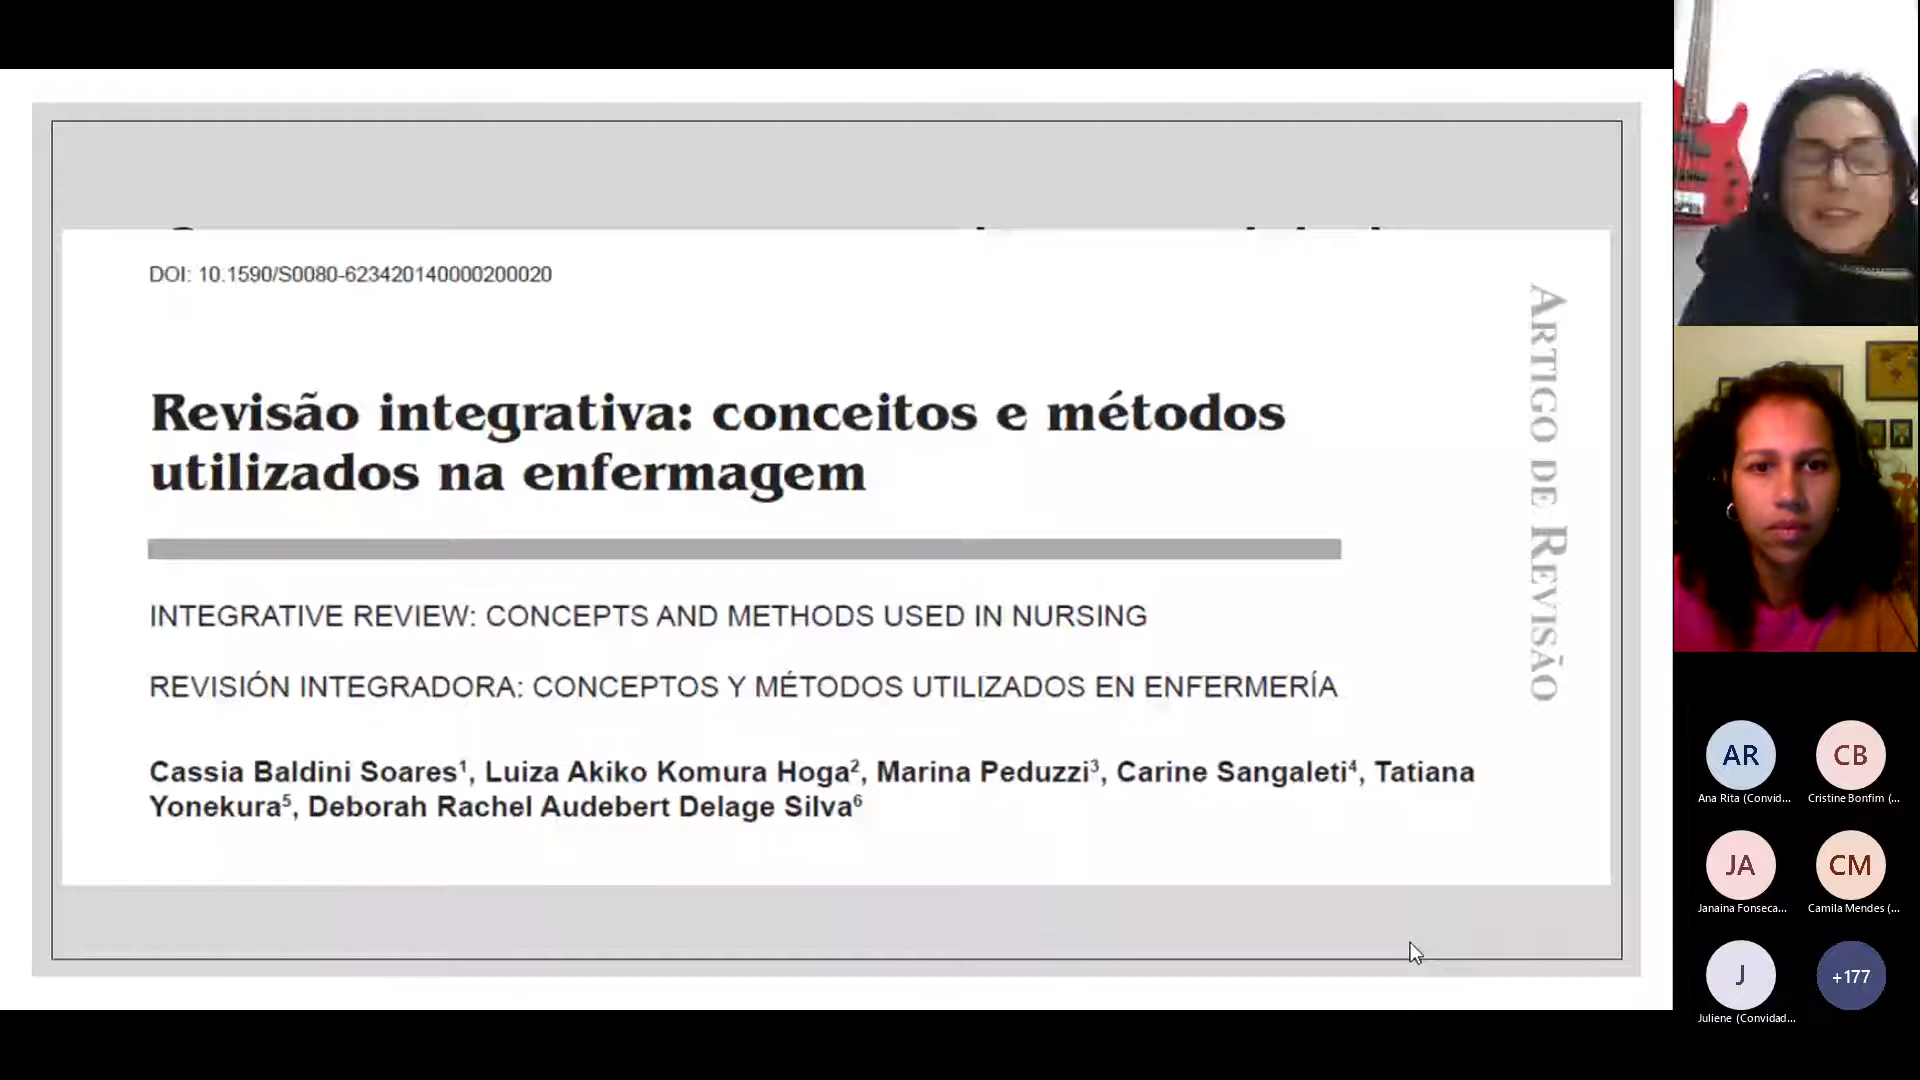 DOI: 10.1590/S0080-623420140000200020
Revisão integrativa: conceitos e métodos
utilizados na enfermagem
INTEGRATIVE REVIEW: CONCEPTS AND METHODS USED IN NURSING
REVISIÓN INTEGRADORA: CONCEPTOS Y MÉTODOS UTILIZADOS EN ENFERMERÍA
Cassia Baldini Soares¹, Luiza Akiko Komura Hoga², Marina Peduzzi³, Carine Sangaleti⁴, Tatiana
Yonekura⁵, Deborah Rachel Audebert Delage Silva⁶
ARTIGO DE REVISÃO
AR
CB
Ana Rita (Convid...
Cristine Bonfim (...
JA
CM
Janaina Fonseca...
Camila Mendes (...
J
+177
Juliene (Convidad...